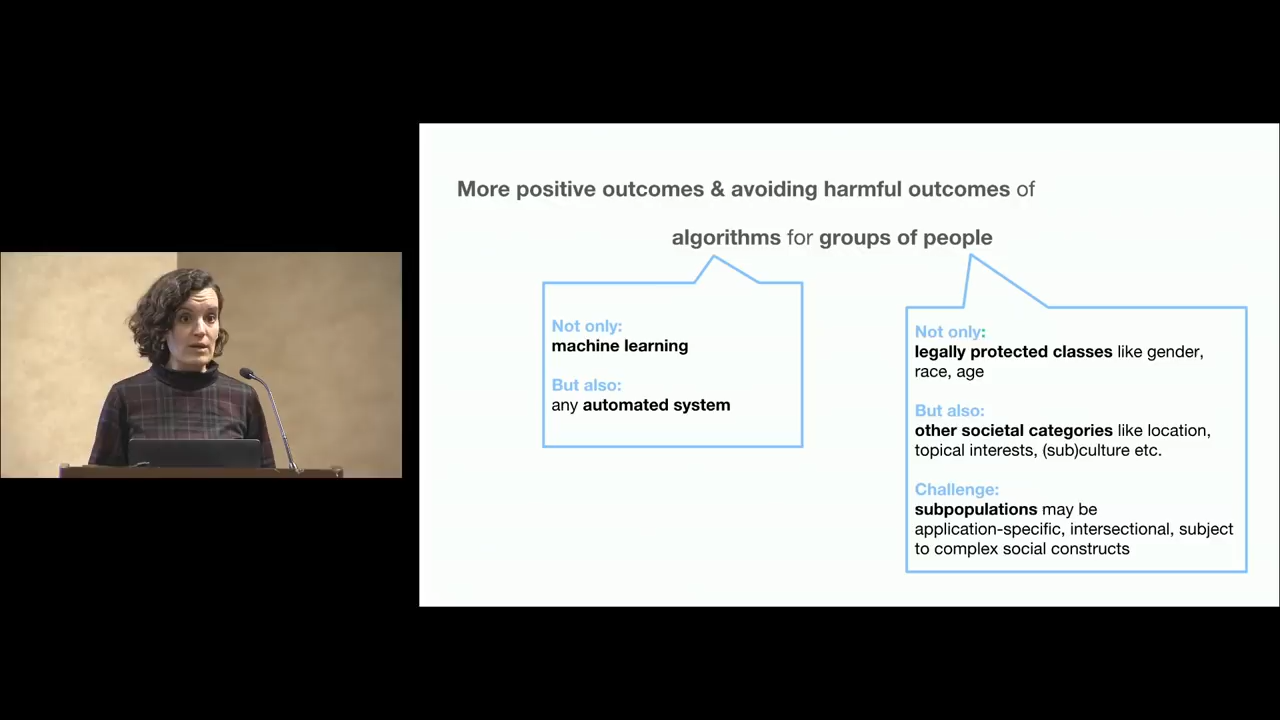 More positive outcomes & avoiding harmful outcomes of
algorithms for groups of people
Not only:
machine learning
But also:
any automated system
Not only:
legally protected classes like gender,
race, age
But also:
other societal categories like location,
topical interests, (sub)culture etc.
Challenge:
subpopulations may be
application-specific, intersectional, subject
to complex social constructs